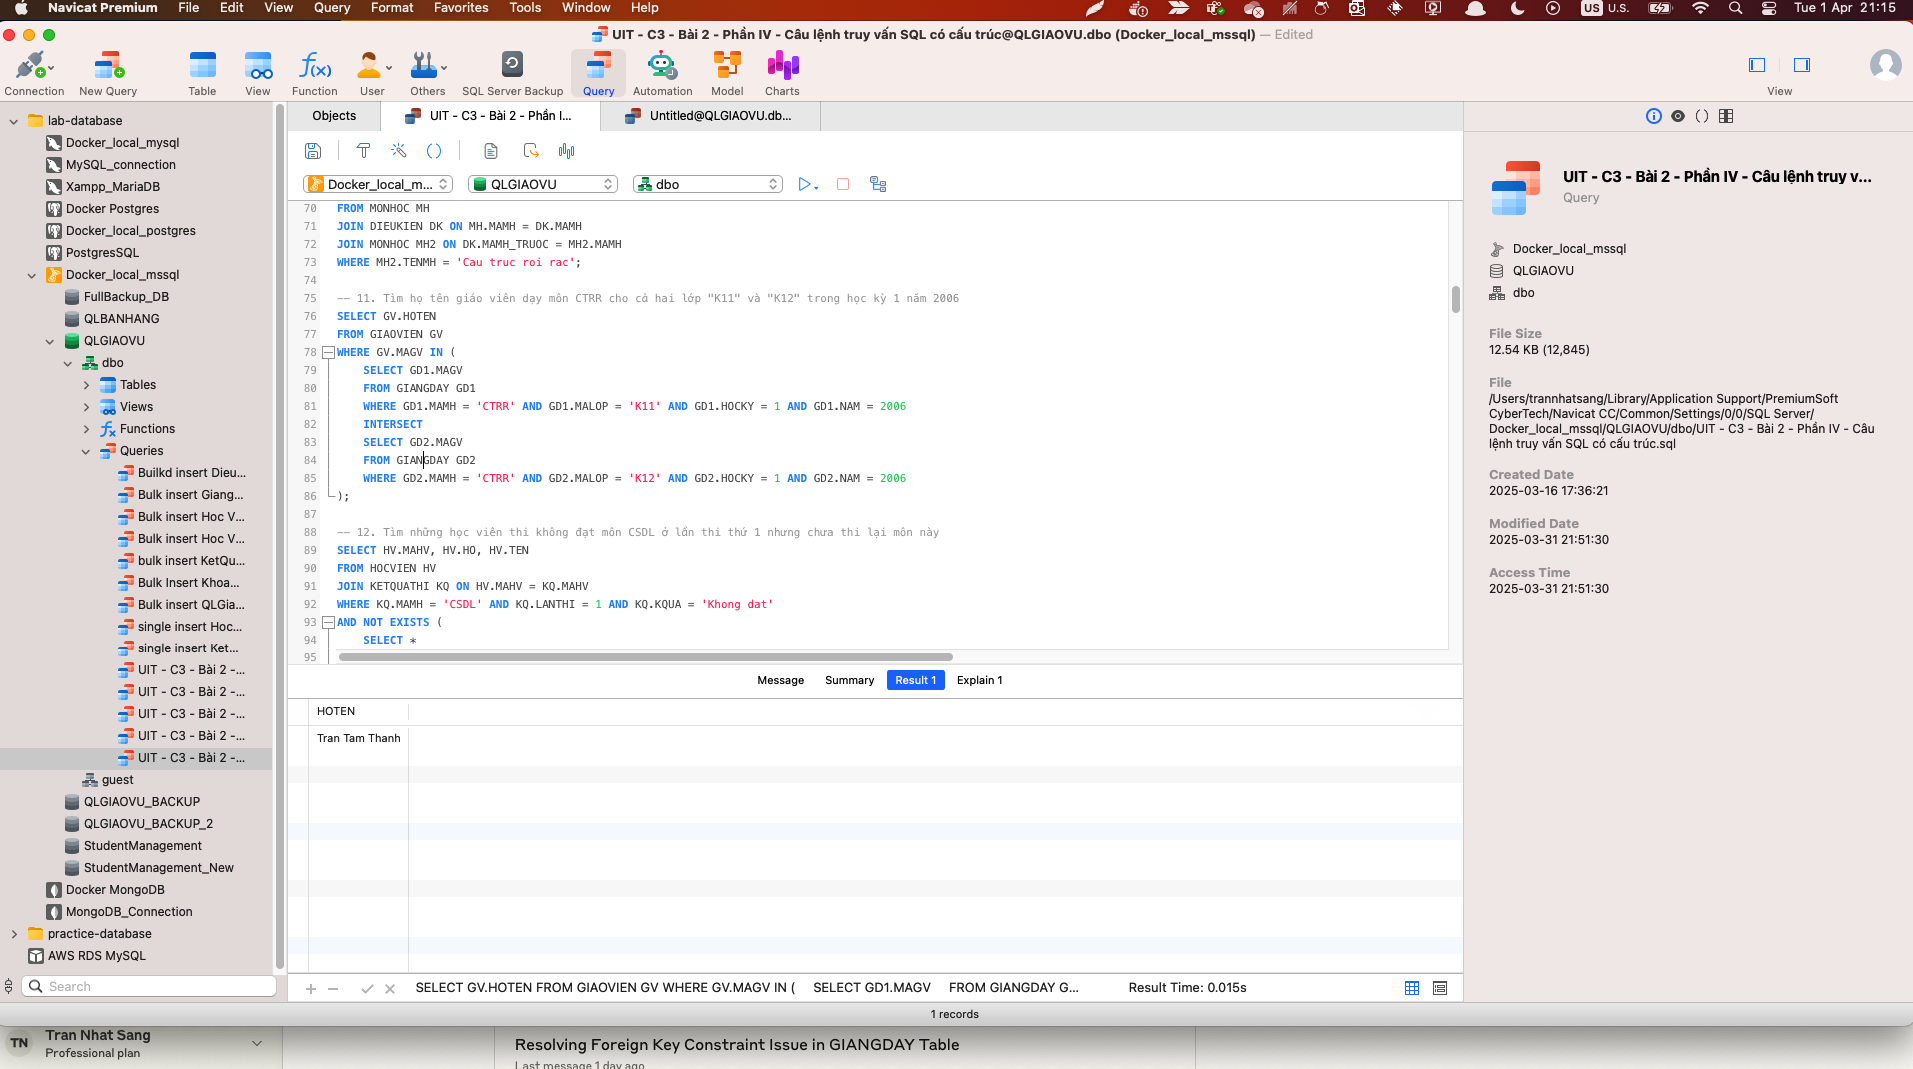 Navicat Premium File Edit View Query Format Favorites Tools Window Help US U.S. Tue 1 Apr 21:15
UIT - C3 - Bài 2 - Phần IV - Câu lệnh truy vấn SQL có cấu trúc@QLGIAOVU.dbo (Docker_local_mssql) — Edited
Connection New Query Table View Function User Others SQL Server Backup Query Automation Model Charts View
lab-database
Docker_local_mysql
MySQL_connection
Xampp_MariaDB
Docker Postgres
Docker_local_postgres
PostgresSQL
Docker_local_mssql
FullBackup_DB
QLBANHANG
QLGIAOVU
dbo
Tables
Views
Functions
Queries
Builkd insert Dieu...
Bulk insert Giang...
Bulk insert Hoc V...
Bulk insert Hoc V...
bulk insert KetQu...
Bulk Insert Khoa...
Bulk insert QLGia...
single insert Hoc...
single insert Ket...
UIT - C3 - Bài 2 -...
UIT - C3 - Bài 2 -...
UIT - C3 - Bài 2 -...
UIT - C3 - Bài 2 -...
UIT - C3 - Bài 2 -...
guest
QLGIAOVU_BACKUP
QLGIAOVU_BACKUP_2
StudentManagement
StudentManagement_New
Docker MongoDB
MongoDB_Connection
practice-database
AWS RDS MySQL
Search
Objects UIT - C3 - Bài 2 - Phần I... Untitled@QLGIAOVU.db...
Docker_local_m... QLGIAOVU dbo
70 FROM MONHOC MH
71 JOIN DIEUKIEN DK ON MH.MAMH = DK.MAMH
72 JOIN MONHOC MH2 ON DK.MAMH_TRUOC = MH2.MAMH
73 WHERE MH2.TENMH = 'Cau truc roi rac';
74
75 -- 11. Tìm họ tên giáo viên dạy môn CTRR cho cả hai lớp "K11" và "K12" trong học kỳ 1 năm 2006
76 SELECT GV.HOTEN
77 FROM GIAOVIEN GV
78 WHERE GV.MAGV IN (
79 SELECT GD1.MAGV
80 FROM GIANGDAY GD1
81 WHERE GD1.MAMH = 'CTRR' AND GD1.MALOP = 'K11' AND GD1.HOCKY = 1 AND GD1.NAM = 2006
82 INTERSECT
83 SELECT GD2.MAGV
84 FROM GIANGDAY GD2
85 WHERE GD2.MAMH = 'CTRR' AND GD2.MALOP = 'K12' AND GD2.HOCKY = 1 AND GD2.NAM = 2006
86 );
87
88 -- 12. Tìm những học viên thi không đạt môn CSDL ở lần thi thứ 1 nhưng chưa thi lại môn này
89 SELECT HV.MAHV, HV.HO, HV.TEN
90 FROM HOCVIEN HV
91 JOIN KETQUATHI KQ ON HV.MAHV = KQ.MAHV
92 WHERE KQ.MAMH = 'CSDL' AND KQ.LANTHI = 1 AND KQ.KQUA = 'Khong dat'
93 AND NOT EXISTS (
94 SELECT *
95
Message Summary Result 1 Explain 1
HOTEN
Tran Tam Thanh
SELECT GV.HOTEN FROM GIAOVIEN GV WHERE GV.MAGV IN ( SELECT GD1.MAGV FROM GIANGDAY G... Result Time: 0.015s
1 records
UIT - C3 - Bài 2 - Phần IV - Câu lệnh truy v...
Query
Docker_local_mssql
QLGIAOVU
dbo
File Size
12.54 KB (12,845)
File
/Users/trannhatsang/Library/Application Support/PremiumSoft
CyberTech/Navicat CC/Common/Settings/0/0/SQL Server/
Docker_local_mssql/QLGIAOVU/dbo/UIT - C3 - Bài 2 - Phần IV - Câu
lệnh truy vấn SQL có cấu trúc.sql
Created Date
2025-03-16 17:36:21
Modified Date
2025-03-31 21:51:30
Access Time
2025-03-31 21:51:30
TN
Tran Nhat Sang
Professional plan
Resolving Foreign Key Constraint Issue in GIANGDAY Table
Last message 1 day ago